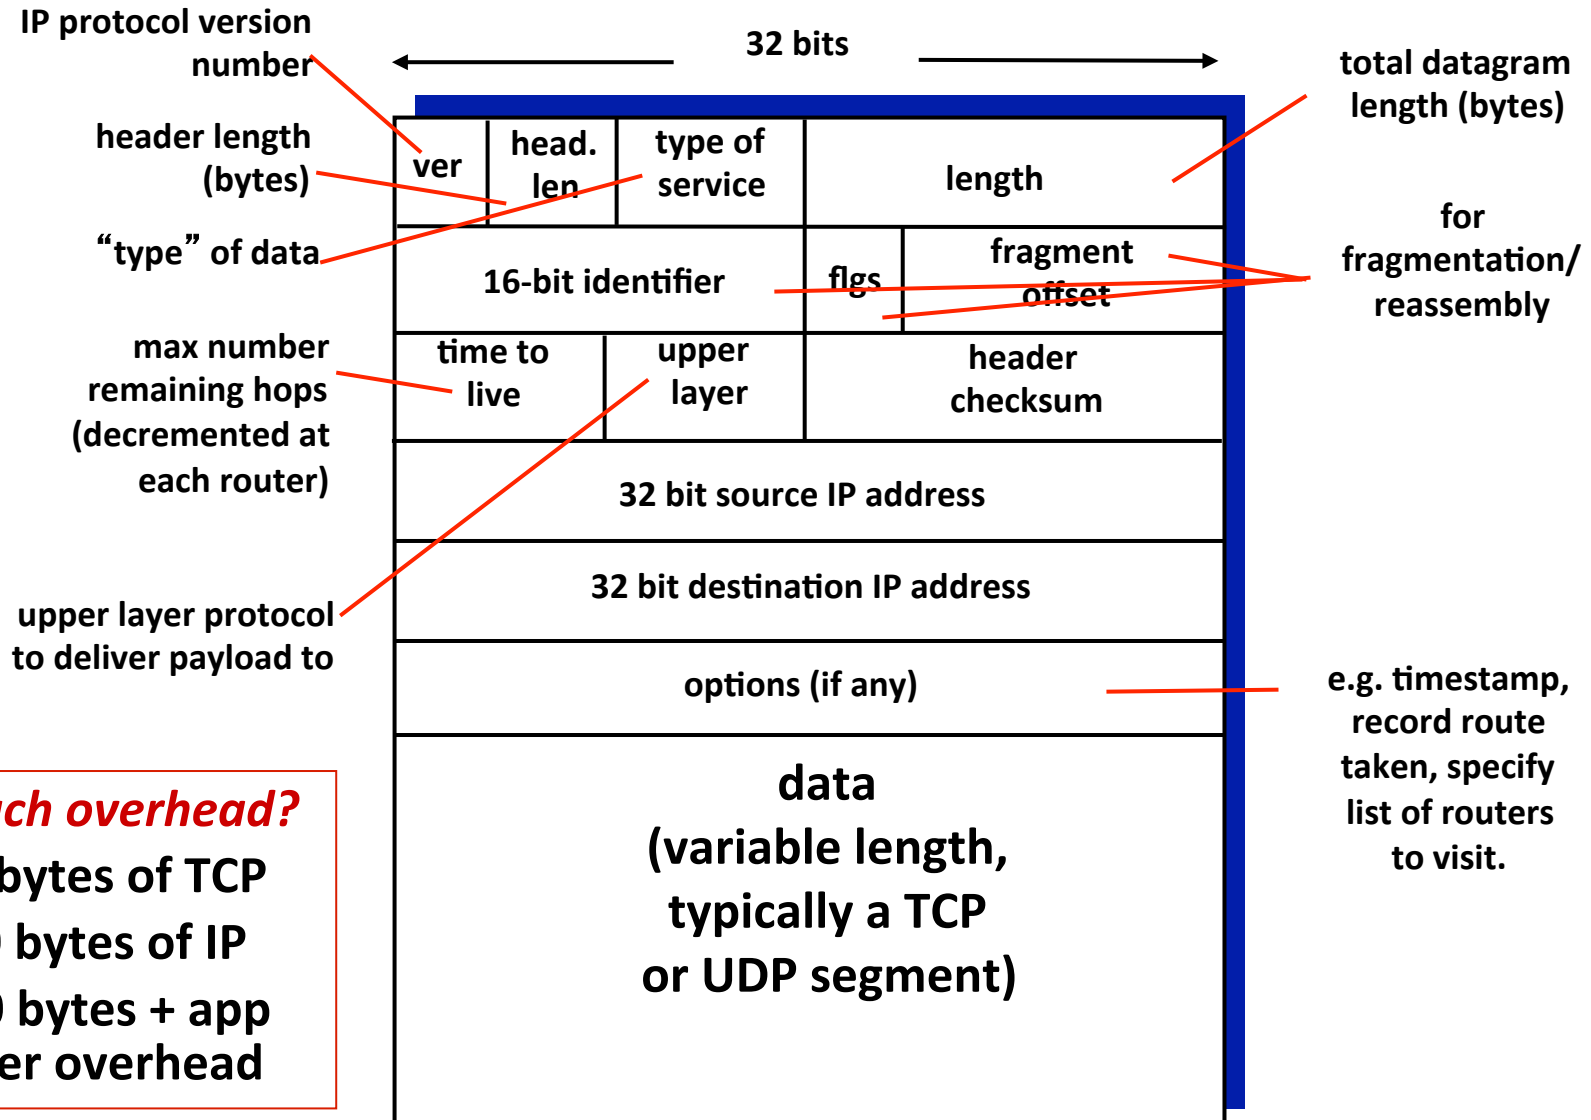 IP protocol version
number
32 bits
total datagram
length (bytes)
header length
(bytes)
ver
head.
len
type of
service
length
"type" of data
for
fragmentation/
reassembly
16-bit identifier
flgs
fragment
offset
max number
remaining hops
(decremented at
each router)
time to
live
upper
layer
header
checksum
32 bit source IP address
32 bit destination IP address
upper layer protocol
to deliver payload to
options (if any)
e.g. timestamp,
record route
taken, specify
list of routers
to visit.
data
(variable length,
typically a TCP
or UDP segment)
overhead?
bytes of TCP
bytes of IP
bytes + app
overhead